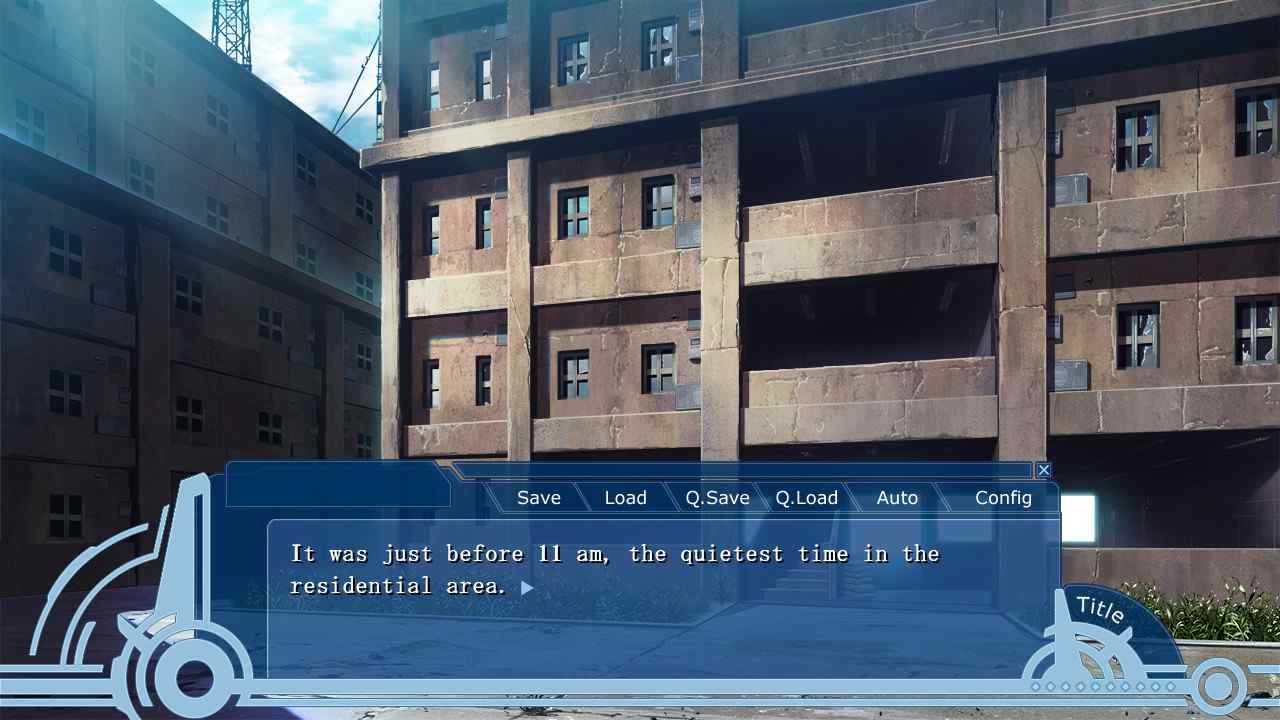 Save Load Q.Save Q.Load Auto Config
It was just before 11 am, the quietest time in the
residential area.
Title